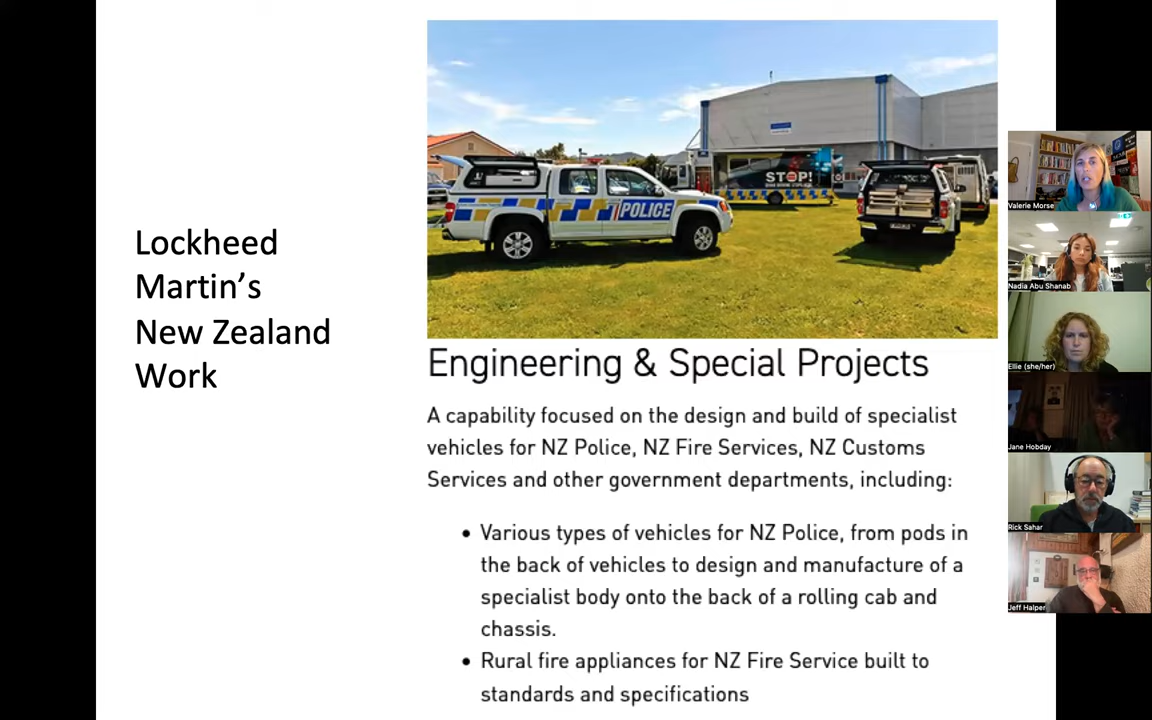 Lockheed
Martin’s
New Zealand
Work
STOP!
POLICE
Engineering & Special Projects
A capability focused on the design and build of specialist
vehicles for NZ Police, NZ Fire Services, NZ Customs
Services and other government departments, including:
• Various types of vehicles for NZ Police, from pods in
the back of vehicles to design and manufacture of a
specialist body onto the back of a rolling cab and
chassis.
• Rural fire appliances for NZ Fire Service built to
standards and specifications
Valerie Morse
Nadia Abu Shanab
Ellie (she/her)
Jane Hobday
Rick Sahar
Jeff Halper